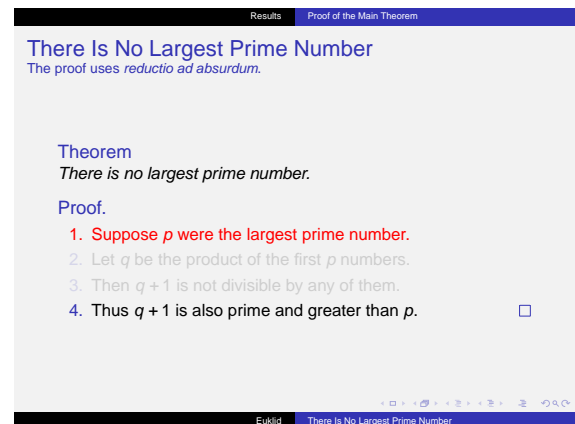 Results Proof of the Main Theorem
There Is No Largest Prime Number
The proof uses reductio ad absurdum.
Theorem
There is no largest prime number.
Proof.
1. Suppose p were the largest prime number.
2. Let q be the product of the first p numbers.
3. Then q + 1 is not divisible by any of them.
4. Thus q + 1 is also prime and greater than p.
Euklid There Is No Largest Prime Number